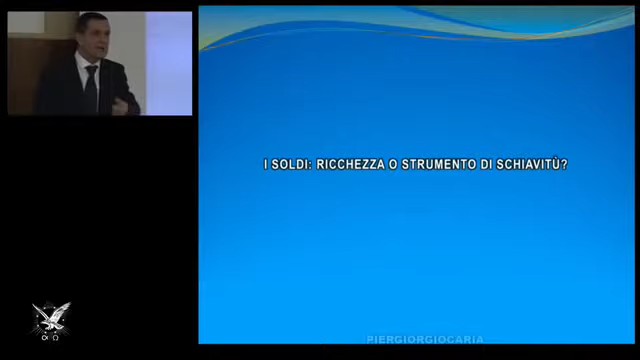 I SOLDI: RICCHEZZA O STRUMENTO DI SCHIAVITÙ?
PIERGIORGIOCARIA
α Ω